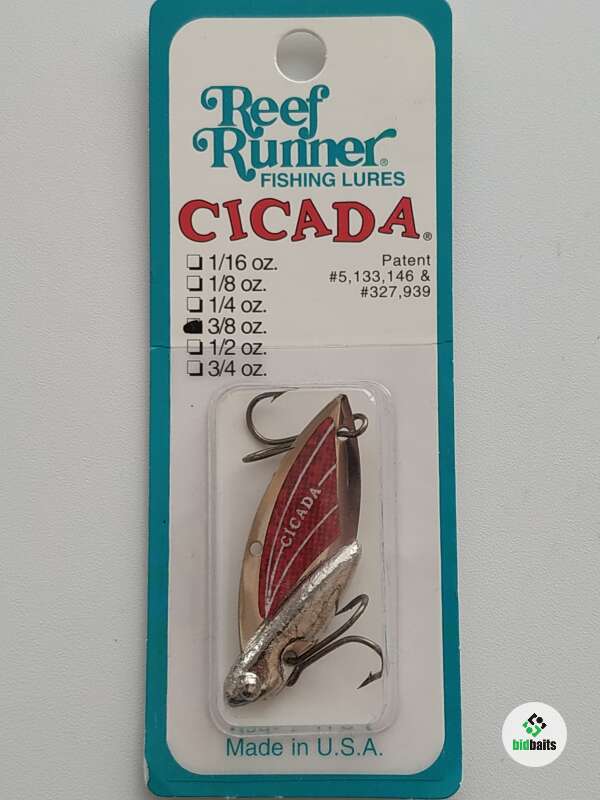 Reef
Runner®
FISHING LURES
CICADA®
1/16 oz.
1/8 oz.
1/4 oz.
3/8 oz.
1/2 oz.
3/4 oz.
Patent
#5,133,146 &
#327,939
CICADA
Made in U.S.A.
bidbaits